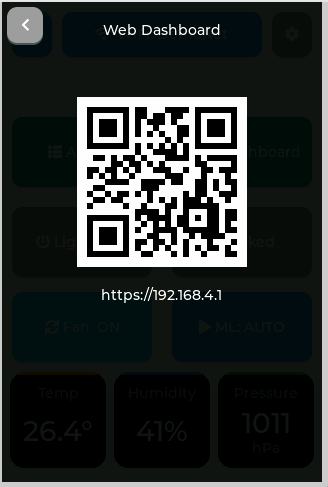 Web Dashboard
https://192.168.4.1
Fan: ON
ML: AUTO
Temp
Humidity
Pressure
26.4°
41%
1011
hPa